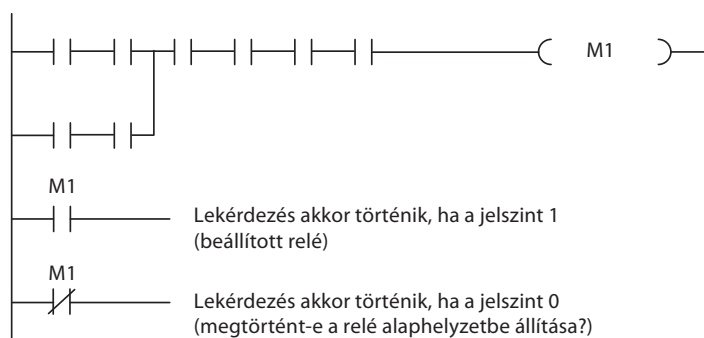 M1
M1
Lekérdezés akkor történik, ha a jelszint 1
(beállított relé)
M1
Lekérdezés akkor történik, ha a jelszint 0
(megtörtént-e a relé alaphelyzetbe állítása?)